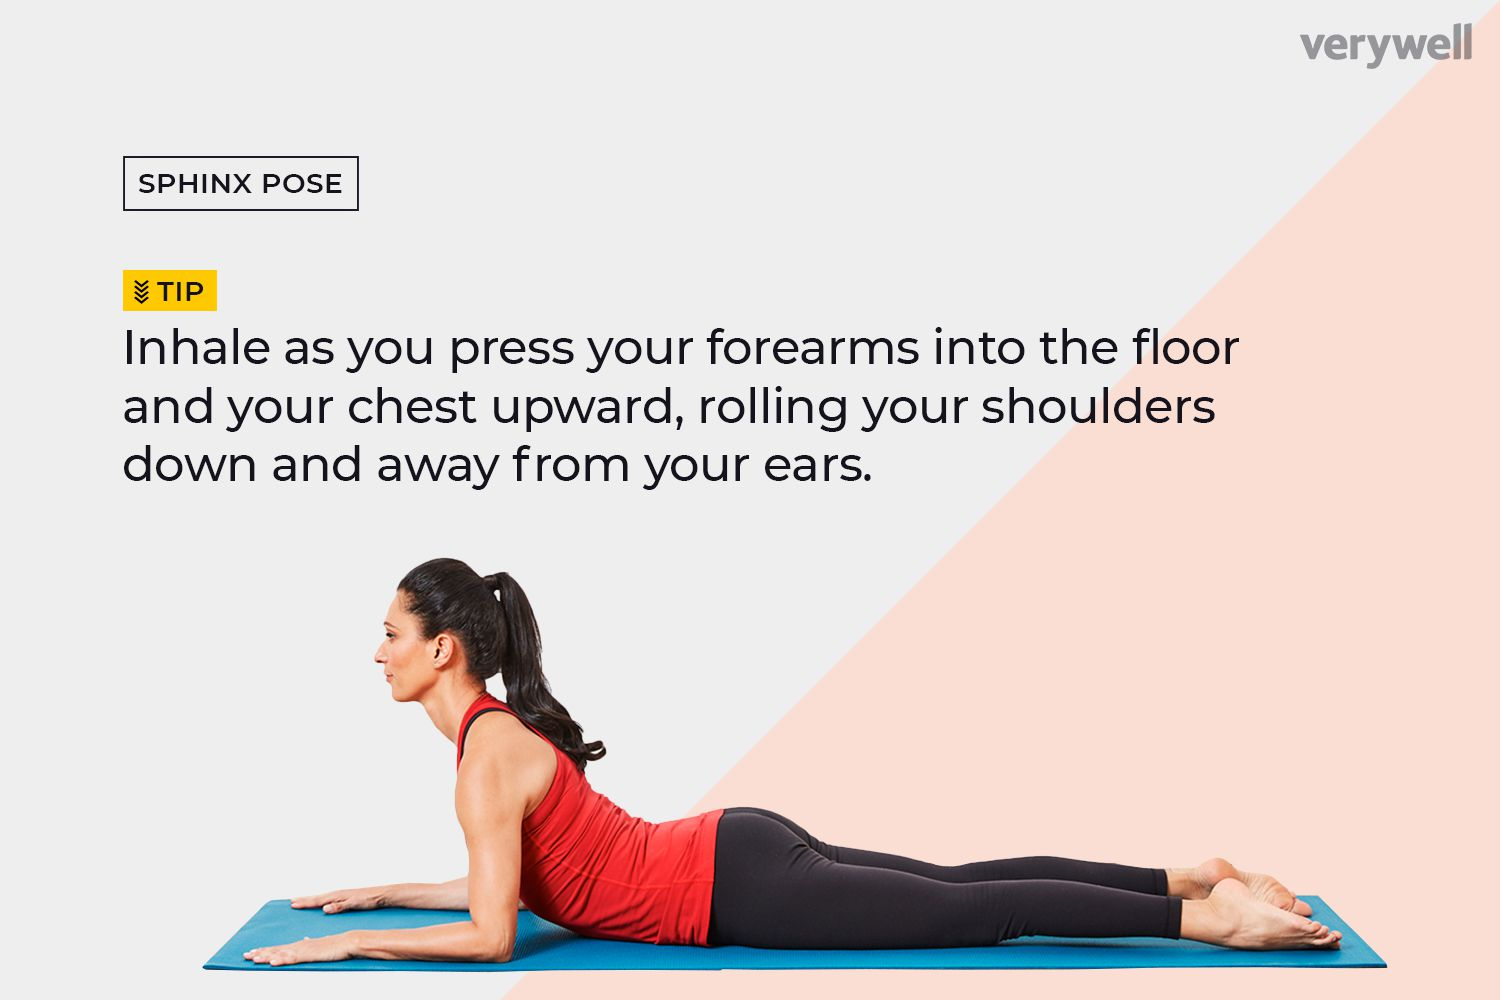 verywell
SPHINX POSE
TIP
Inhale as you press your forearms into the floor
and your chest upward, rolling your shoulders
down and away from your ears.